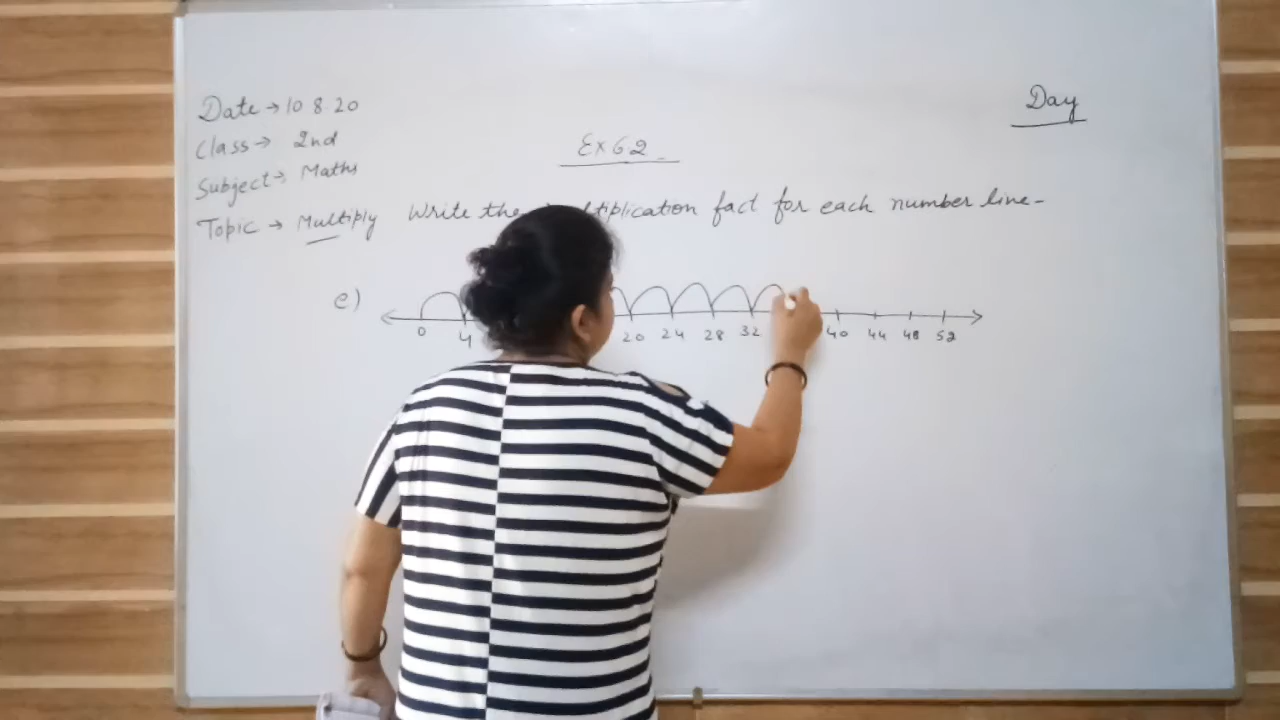 Day
Date → 10 8 20
Class → 2nd
Ex 62
Subject → Maths
Topic → Multiply Write the multiplication fact for each number line-
e)
0 4 20 24 28 32 40 44 48 52